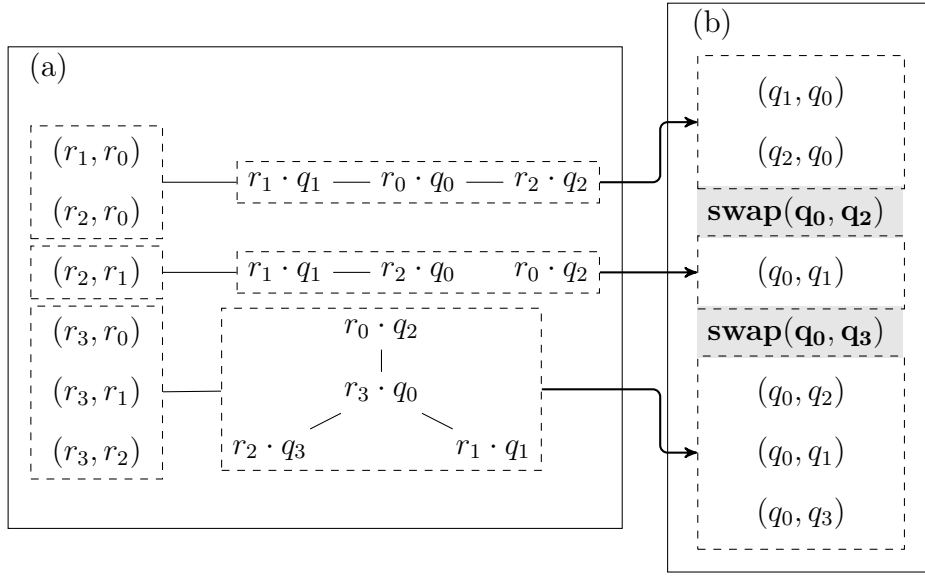 (a)
(r₁, r₀)
(r₂, r₀)
r₁ · q₁ — r₀ · q₀ — r₂ · q₂
(r₂, r₁)
r₁ · q₁ — r₂ · q₀ r₀ · q₂
(r₃, r₀)
(r₃, r₁)
(r₃, r₂)
r₀ · q₂
r₃ · q₀
r₂ · q₃ r₁ · q₁
(b)
(q₁, q₀)
(q₂, q₀)
swap(q₀, q₂)
(q₀, q₁)
swap(q₀, q₃)
(q₀, q₂)
(q₀, q₁)
(q₀, q₃)